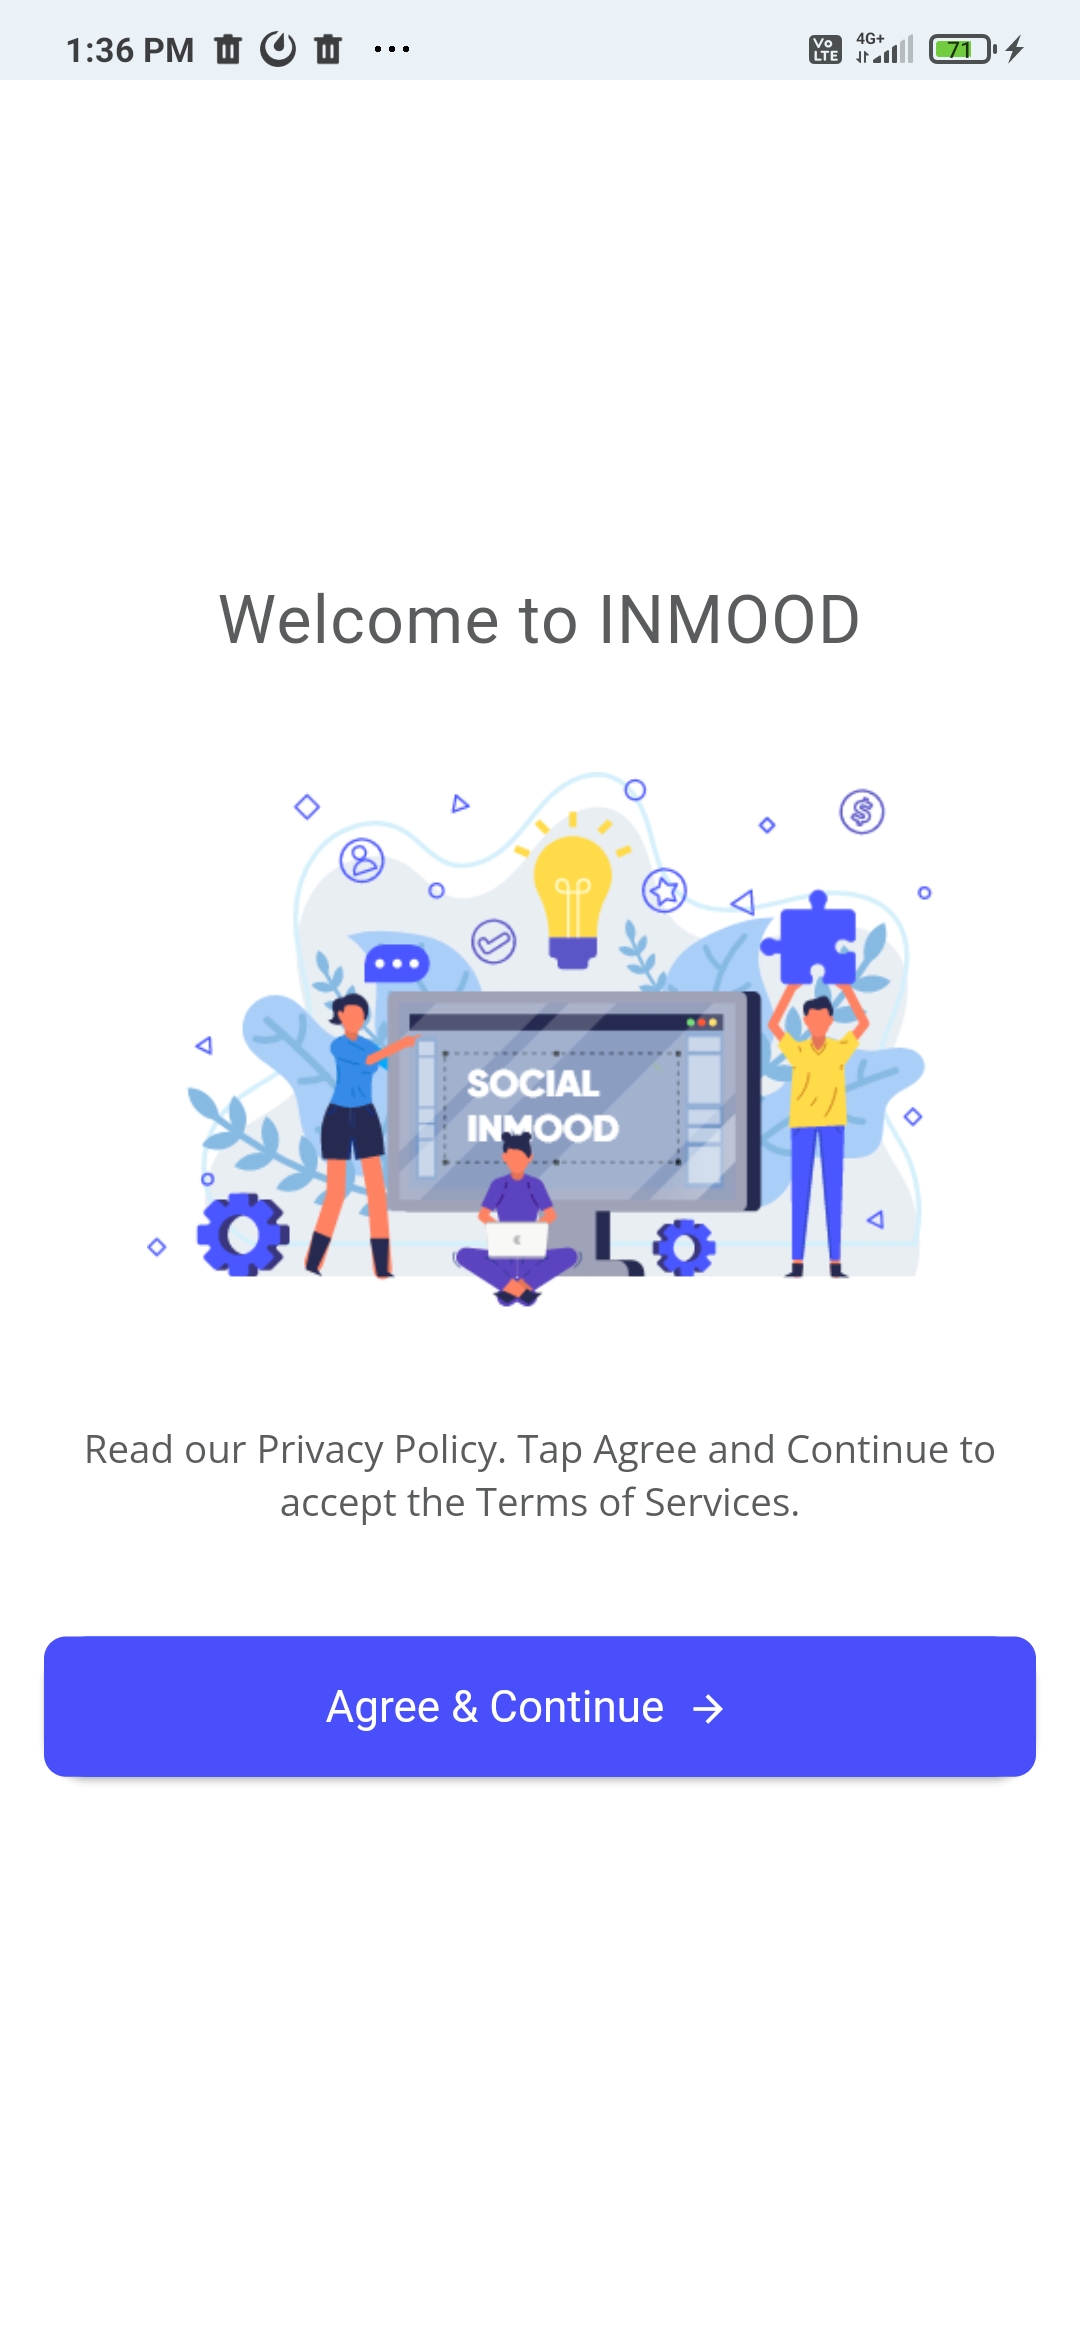 1:36 PM
Vo LTE 4G+ 71
Welcome to INMOOD
SOCIAL
INMOOD
Read our Privacy Policy. Tap Agree and Continue to
accept the Terms of Services.
Agree & Continue →